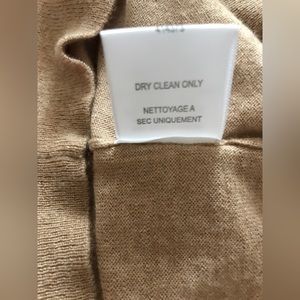 DRY CLEAN ONLY
NETTOYAGE A
SEC UNIQUEMENT